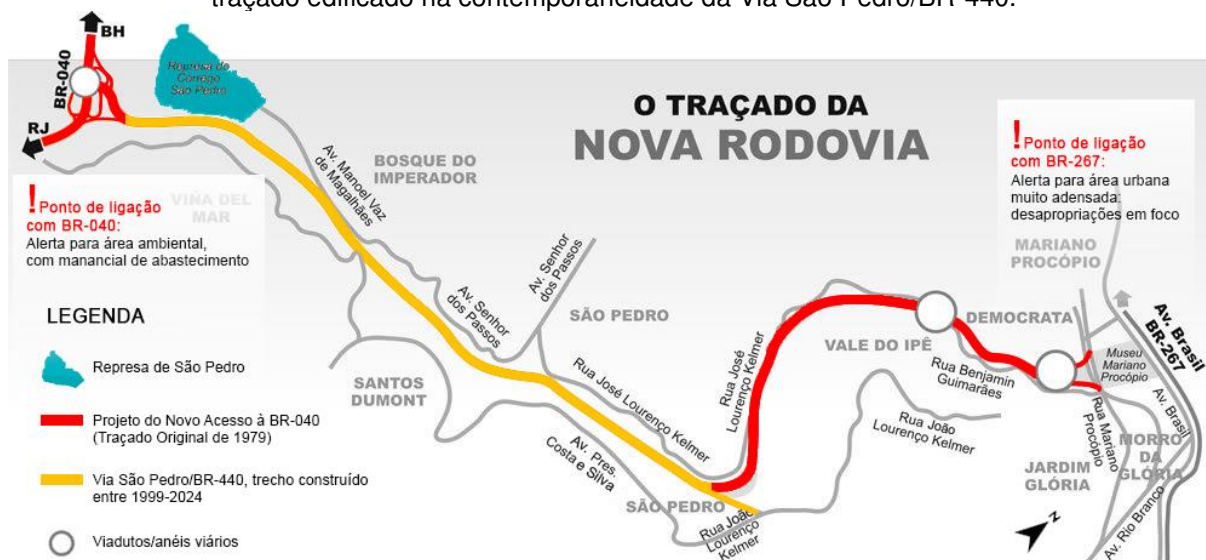 traçado edificado na contemporaneidade da Via São Pedro/BR-440.
BH
BR-040
RJ
Represa do
Córrego
São Pedro
O TRAÇADO DA
NOVA RODOVIA
!Ponto de ligação
com BR-267:
Alerta para área urbana
muito adensada:
desapropriações em foco
!Ponto de ligação
com BR-040:
Alerta para área ambiental,
com manancial de abastecimento
VIÑA DEL
MAR
Av. Manoel Vaz
de Magalhães
BOSQUE DO
IMPERADOR
Av. Senhor
dos Passos
Av. Senhor
dos Passos
SÃO PEDRO
MARIANO
PROCÓPIO
DEMOCRATA
VALE DO IPÊ
Av. Brasil
BR-267
Museu
Mariano
Procópio
Rua Benjamin
Guimarães
Rua José
Lourenço Kelmer
Rua José Lourenço Kelmer
SANTOS
DUMONT
Av. Pres.
Costa e Silva
SÃO PEDRO
Rua João
Lourenço
Kelmer
Rua João
Lourenço Kelmer
Rua Mariano
Procópio
Av. Brasil
MORRO
DA
GLÓRIA
JARDIM
GLÓRIA
Av. Rio Branco
N
LEGENDA
Represa de São Pedro
Projeto do Novo Acesso à BR-040
(Traçado Original de 1979)
Via São Pedro/BR-440, trecho construído
entre 1999-2024
Viadutos/anéis viários